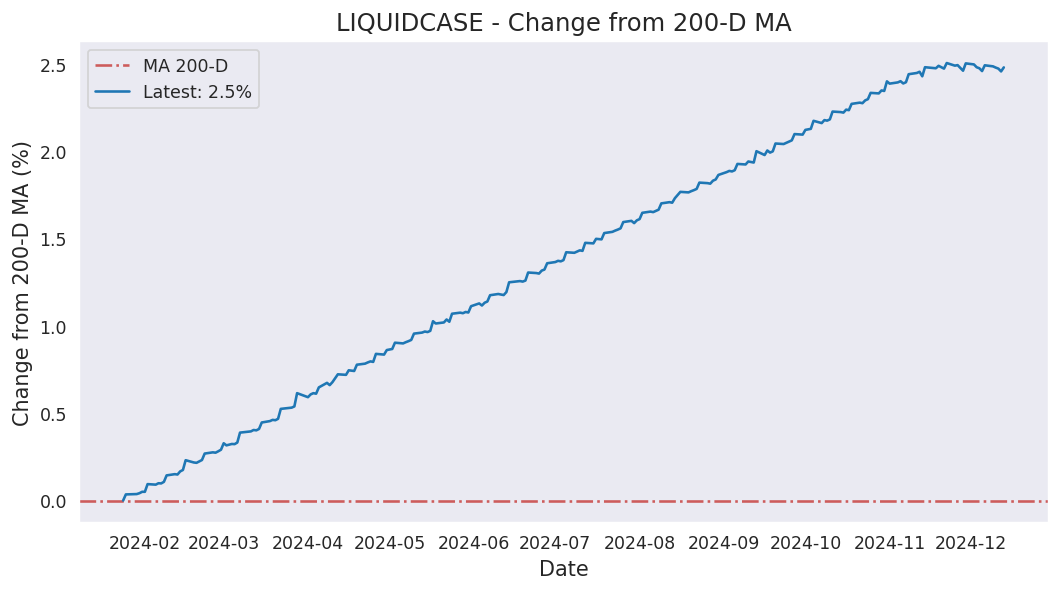 LIQUIDCASE - Change from 200-D MA
MA 200-D
Latest: 2.5%
Change from 200-D MA (%)
2.5
2.0
1.5
1.0
0.5
0.0
2024-02 2024-03 2024-04 2024-05 2024-06 2024-07 2024-08 2024-09 2024-10 2024-11 2024-12
Date